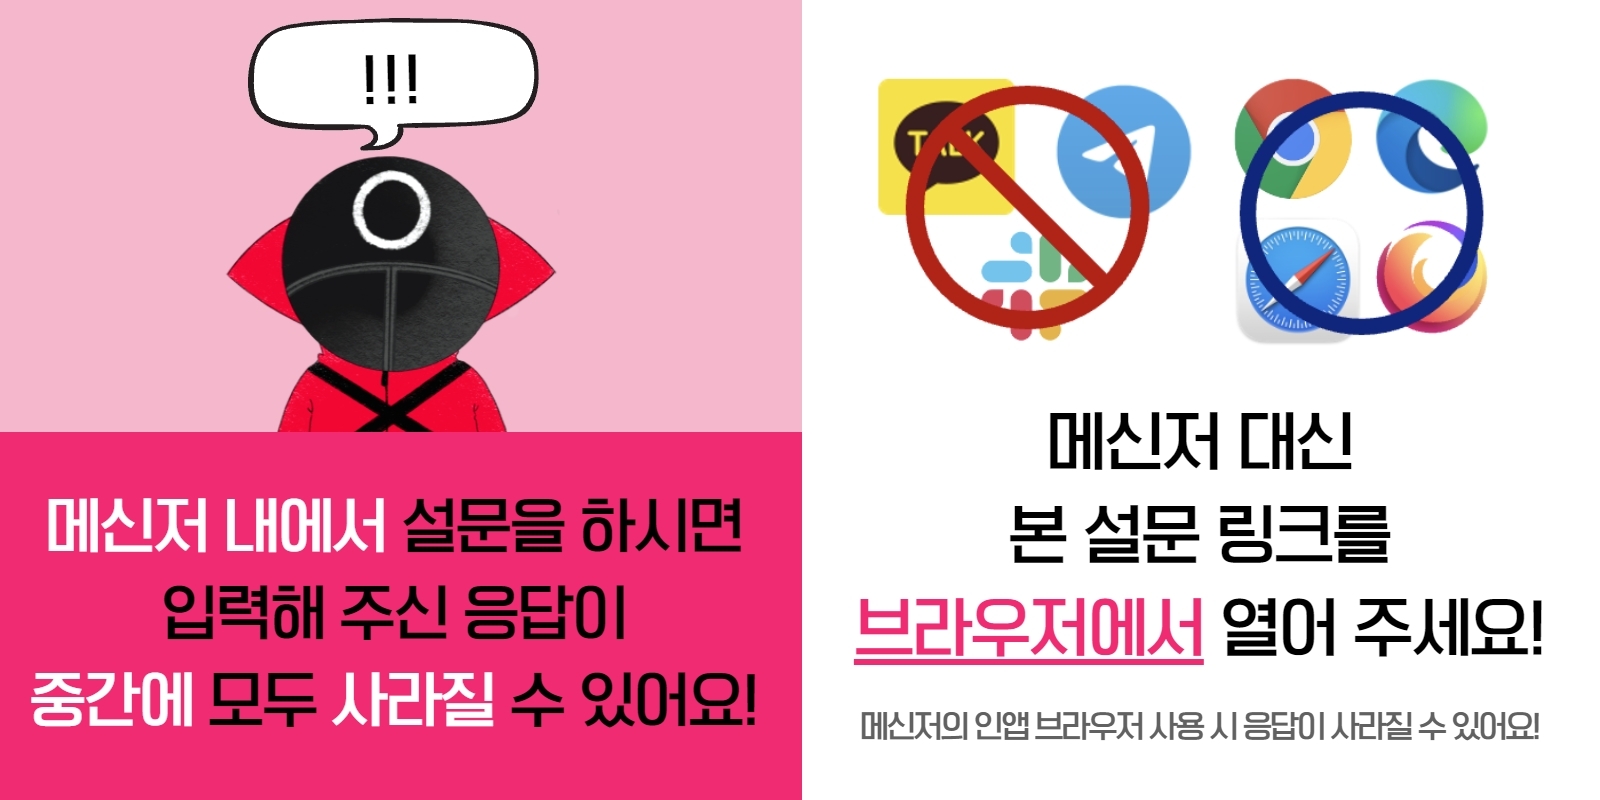 !!!
메신저 내에서 설문을 하시면
입력해 주신 응답이
중간에 모두 사라질 수 있어요!
TALK
메신저 대신
본 설문 링크를
브라우저에서 열어 주세요!
메신저의 인앱 브라우저 사용 시 응답이 사라질 수 있어요!